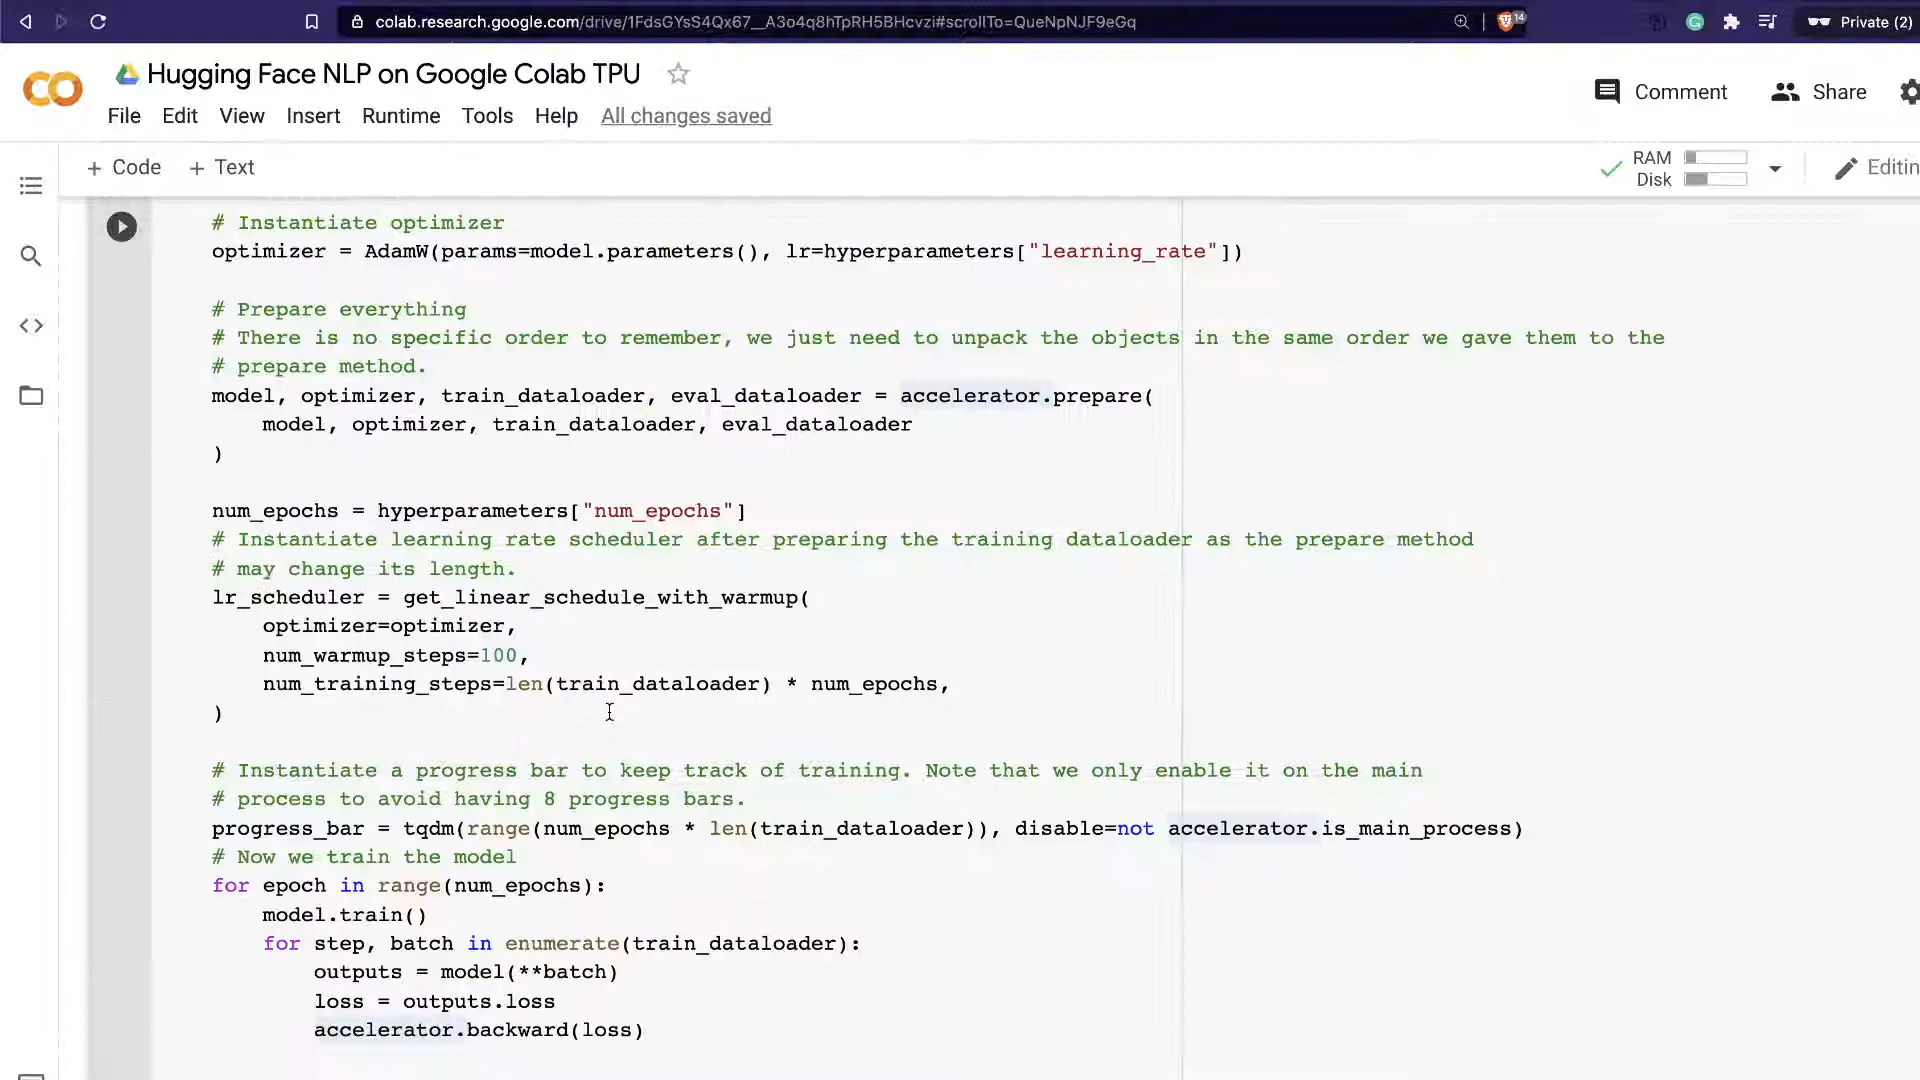 colab.research.google.com/drive/1FdsGYsS4Qx67__A3o4q8hTpRH5BHcvzi#scrollTo=QueNpNJF9eGq
14
Private (2)
Hugging Face NLP on Google Colab TPU
Comment
Share
File Edit View Insert Runtime Tools Help All changes saved
+ Code + Text
RAM
Disk
Editin
# Instantiate optimizer
optimizer = AdamW(params=model.parameters(), lr=hyperparameters["learning_rate"])
# Prepare everything
# There is no specific order to remember, we just need to unpack the objects in the same order we gave them to the
# prepare method.
model, optimizer, train_dataloader, eval_dataloader = accelerator.prepare(
    model, optimizer, train_dataloader, eval_dataloader
)
num_epochs = hyperparameters["num_epochs"]
# Instantiate learning rate scheduler after preparing the training dataloader as the prepare method
# may change its length.
lr_scheduler = get_linear_schedule_with_warmup(
    optimizer=optimizer,
    num_warmup_steps=100,
    num_training_steps=len(train_dataloader) * num_epochs,
)
# Instantiate a progress bar to keep track of training. Note that we only enable it on the main
# process to avoid having 8 progress bars.
progress_bar = tqdm(range(num_epochs * len(train_dataloader)), disable=not accelerator.is_main_process)
# Now we train the model
for epoch in range(num_epochs):
    model.train()
    for step, batch in enumerate(train_dataloader):
        outputs = model(**batch)
        loss = outputs.loss
        accelerator.backward(loss)